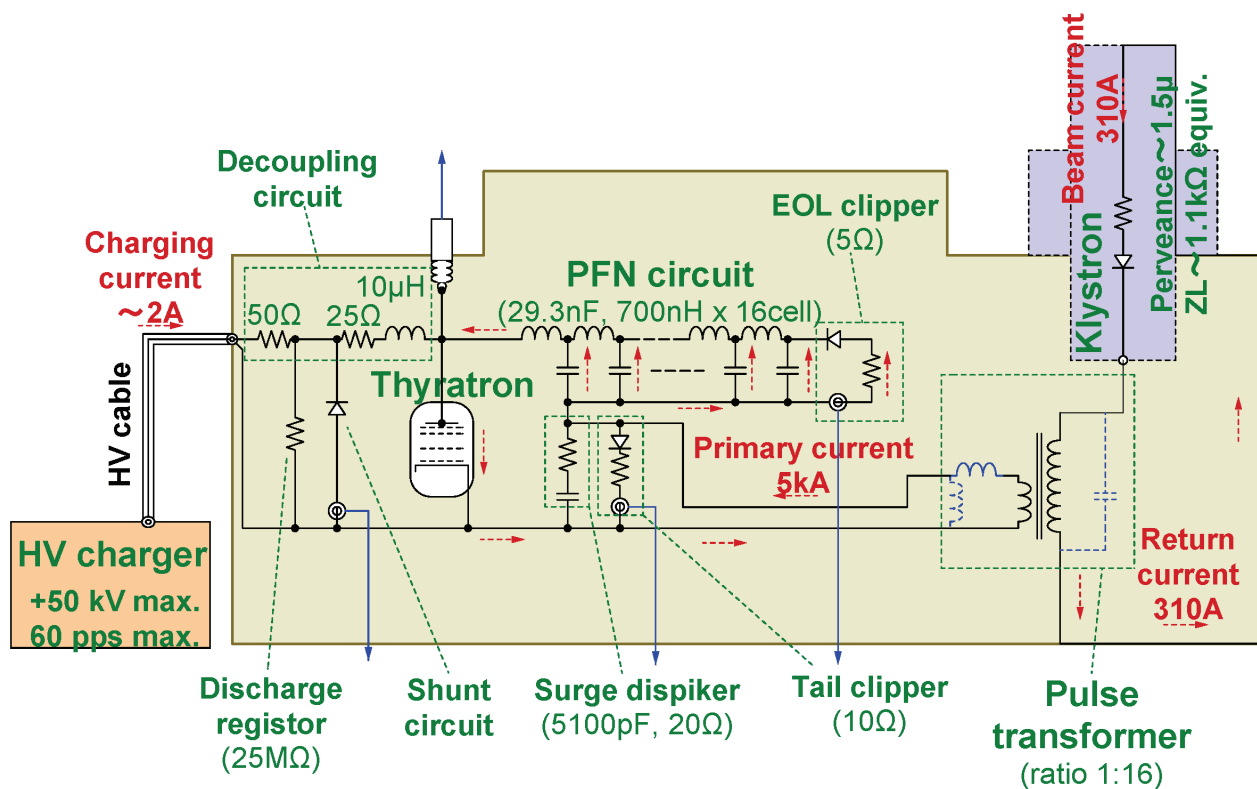 Decoupling
circuit
Charging
current
~2A
50Ω
25Ω
10μH
HV cable
HV charger
+50 kV max.
60 pps max.
Thyratron
PFN circuit
(29.3nF, 700nH x 16cell)
EOL clipper
(5Ω)
Primary current
5kA
Beam current
310A
Klystron
Perveance~1.5μ
ZL~1.1kΩ equiv.
Return
current
310A
Discharge
registor
(25MΩ)
Shunt
circuit
Surge dispiker
(5100pF, 20Ω)
Tail clipper
(10Ω)
Pulse
transformer
(ratio 1:16)